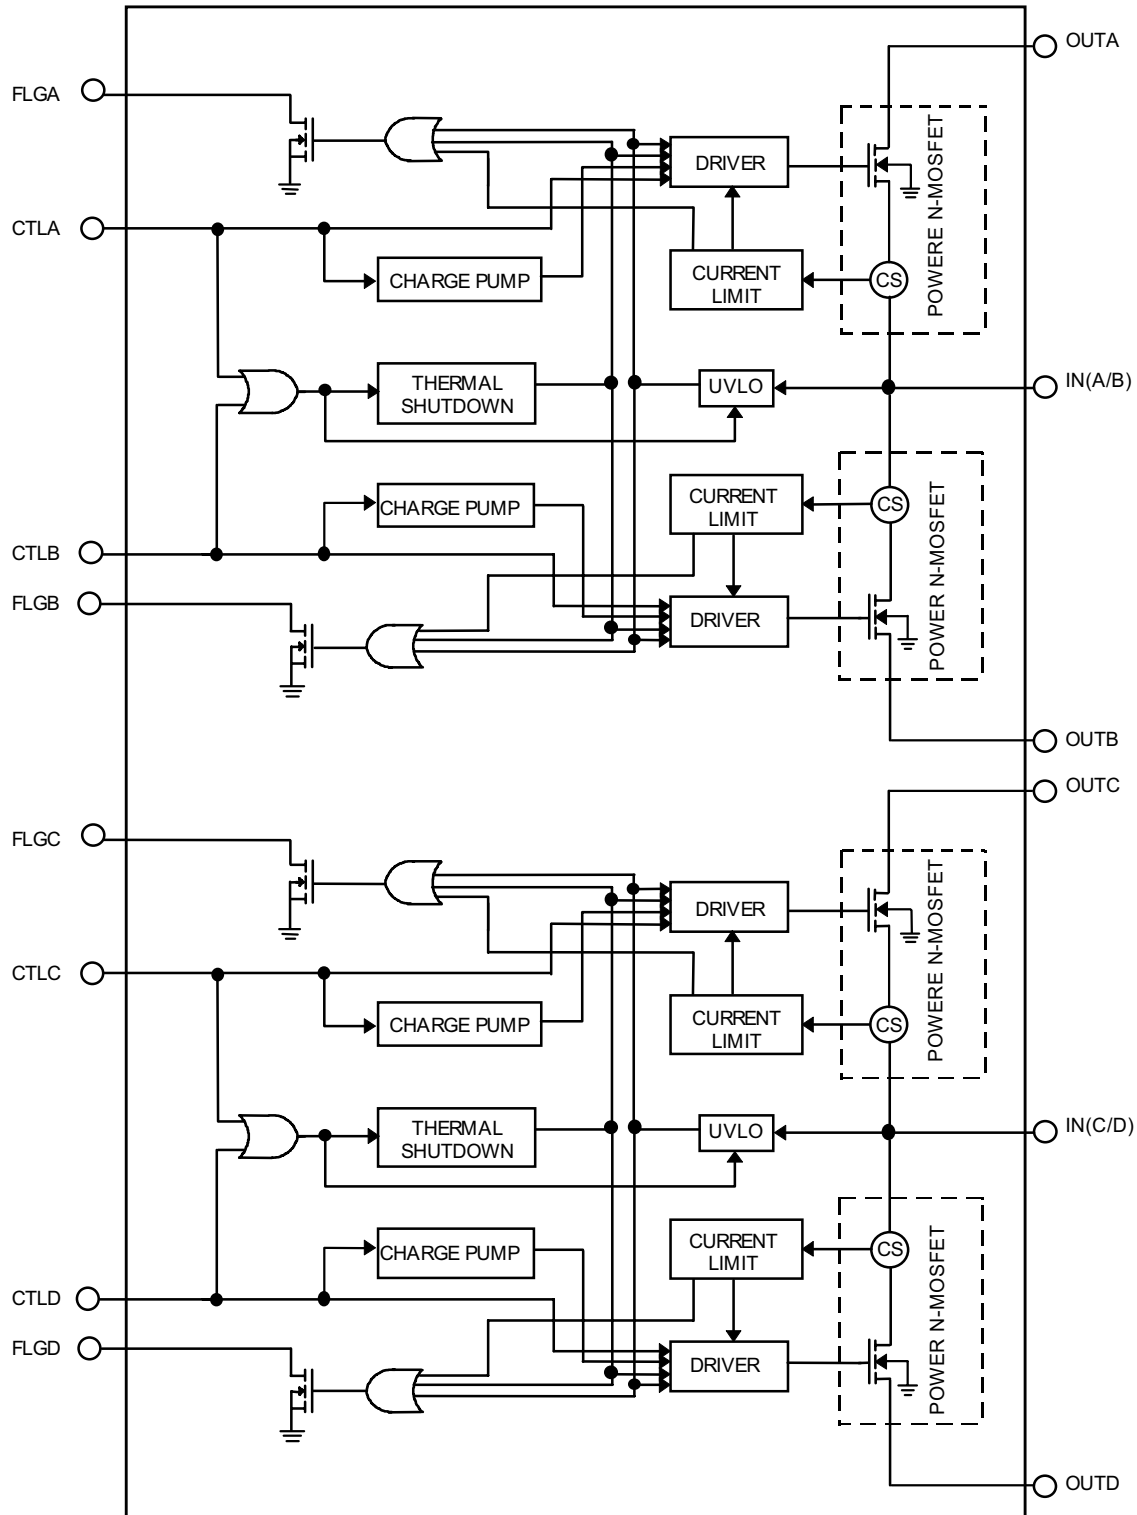 OUTA
FLGA
DRIVER
POWERE N-MOSFET
CTLA
CHARGE PUMP
CURRENT
LIMIT
CS
THERMAL
SHUTDOWN
UVLO
IN(A/B)
CHARGE PUMP
CURRENT
LIMIT
CS
POWER N-MOSFET
CTLB
FLGB
DRIVER
OUTB
OUTC
FLGC
DRIVER
POWERE N-MOSFET
CTLC
CHARGE PUMP
CURRENT
LIMIT
CS
THERMAL
SHUTDOWN
UVLO
IN(C/D)
CHARGE PUMP
CURRENT
LIMIT
CS
POWER N-MOSFET
CTLD
FLGD
DRIVER
OUTD